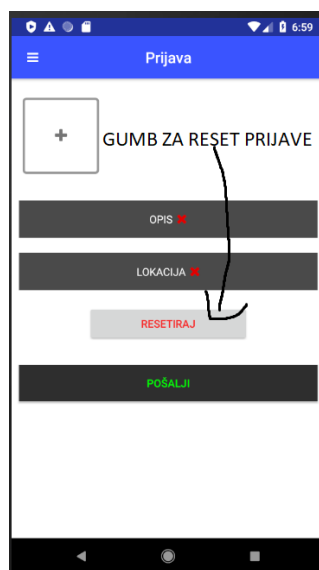 6:59
Prijava
GUMB ZA RESET PRIJAVE
OPIS
LOKACIJA
RESETIRAJ
POŠALJI